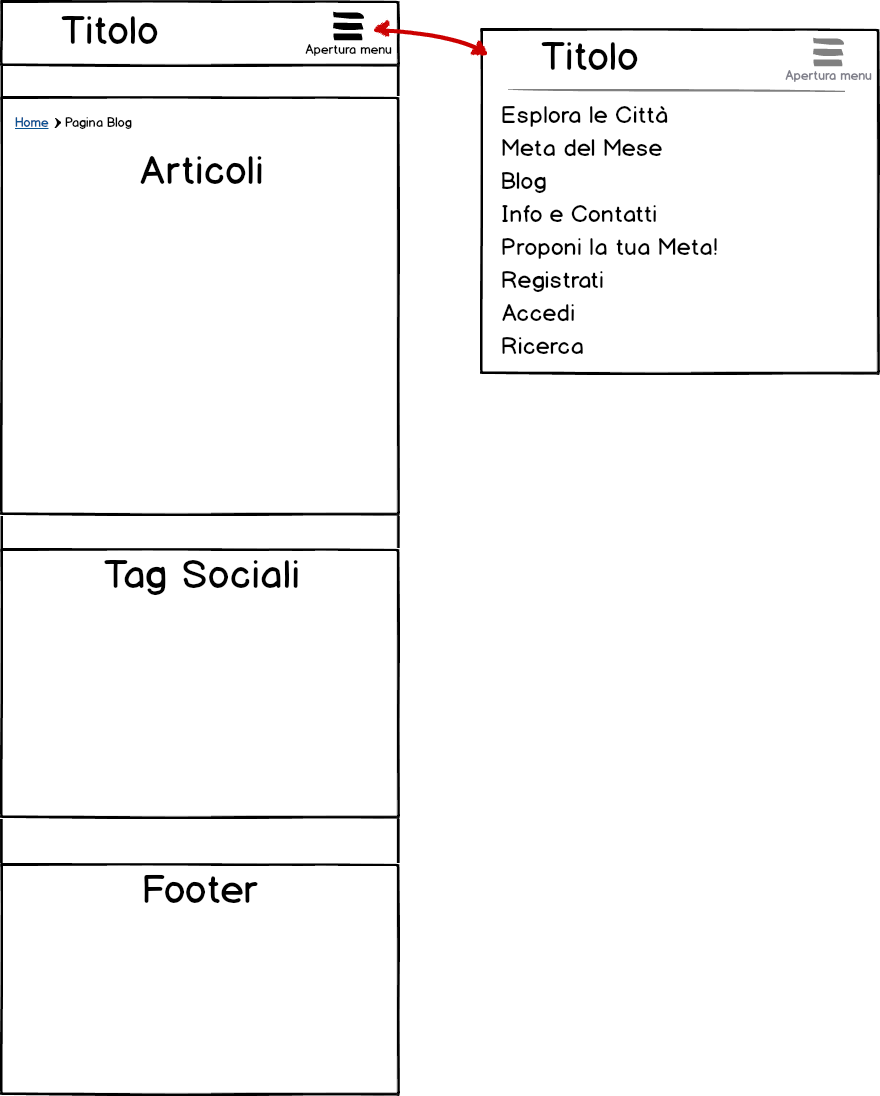 Titolo
Apertura menu
Home > Pagina Blog
Articoli
Tag Sociali
Footer
Titolo
Apertura menu
Esplora le Città
Meta del Mese
Blog
Info e Contatti
Proponi la tua Meta!
Registrati
Accedi
Ricerca